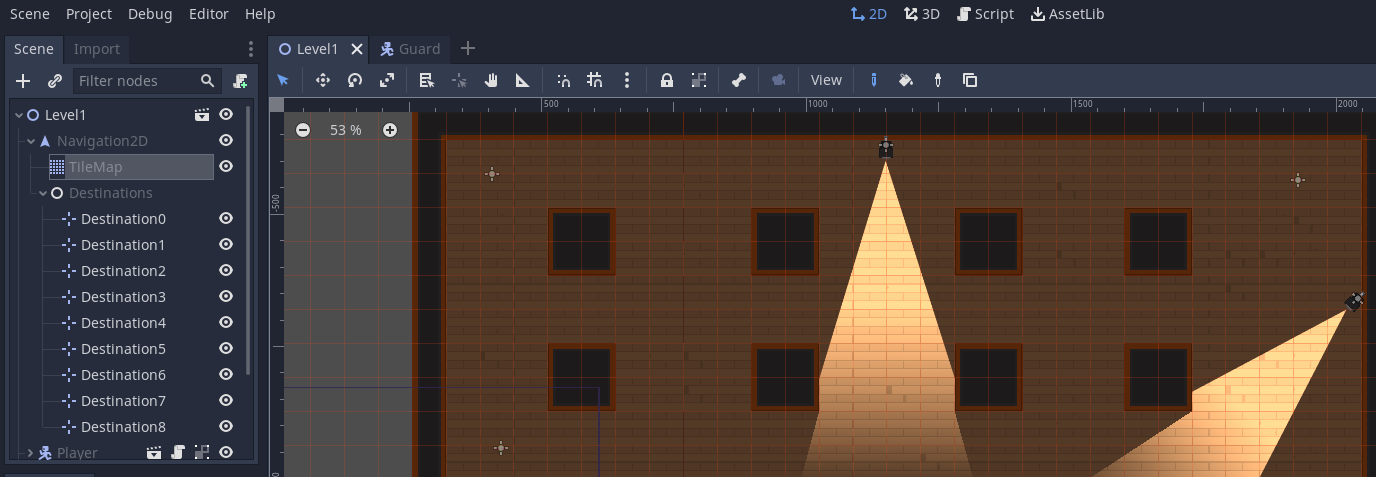 Scene Project Debug Editor Help 2D 3D Script AssetLib
Scene Import Level1 Guard
Filter nodes View
500 1000 1500 2000
Level1
53 %
Navigation2D
TileMap
Destinations
-500
Destination0
Destination1
Destination2
Destination3
Destination4
Destination5
Destination6
Destination7
Destination8
Player
0